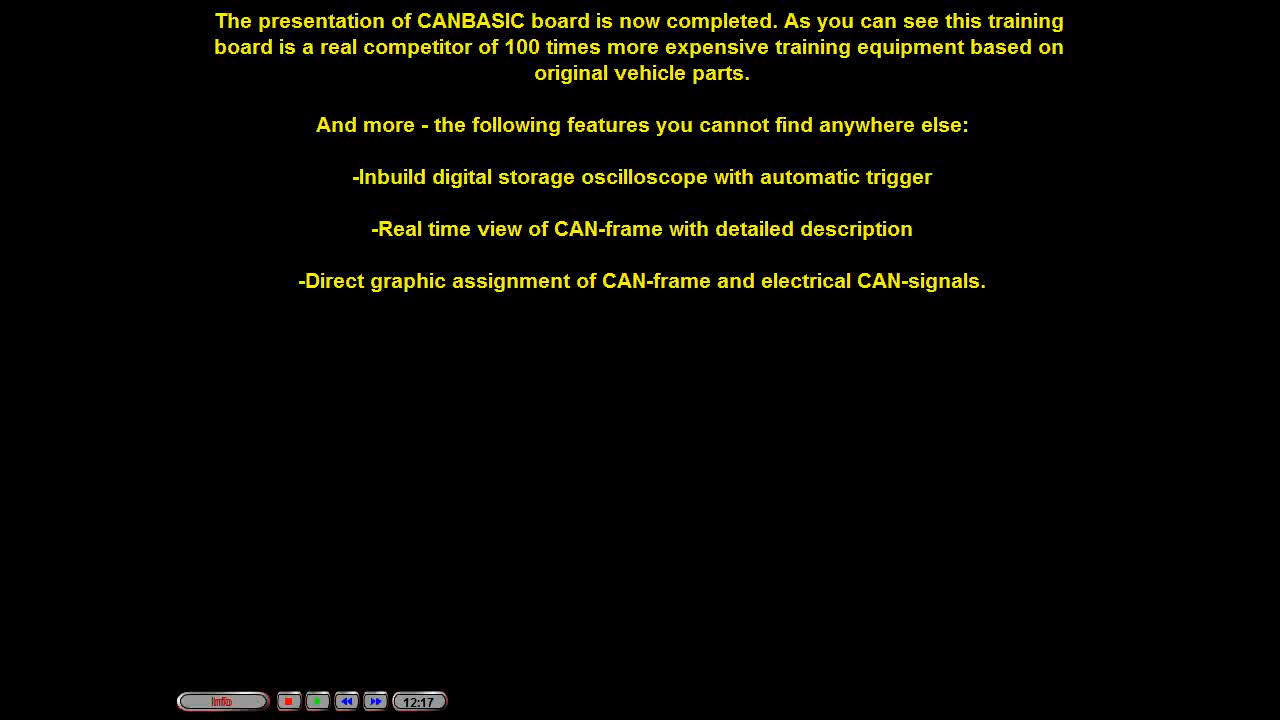 The presentation of CANBASIC board is now completed. As you can see this training
board is a real competitor of 100 times more expensive training equipment based on
original vehicle parts.
And more - the following features you cannot find anywhere else:
-Inbuild digital storage oscilloscope with automatic trigger
-Real time view of CAN-frame with detailed description
-Direct graphic assignment of CAN-frame and electrical CAN-signals.
Info
12:17